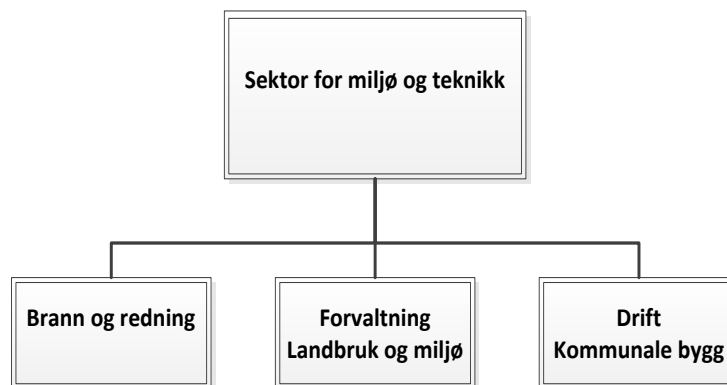 Sektor for miljø og teknikk
Brann og redning
Forvaltning
Landbruk og miljø
Drift
Kommunale bygg